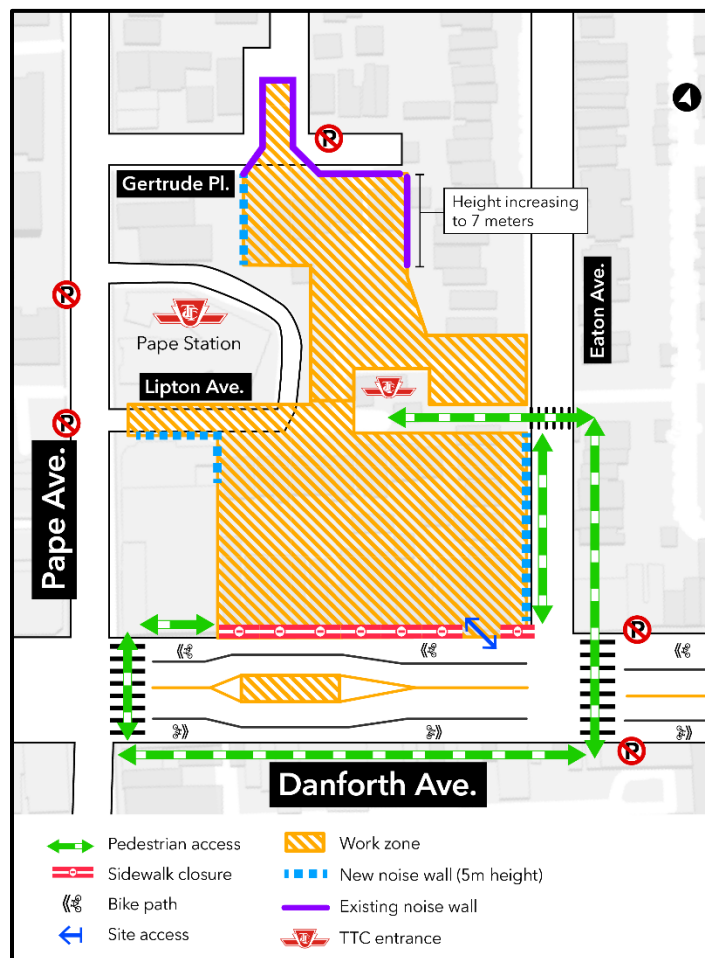 P
Gertrude Pl.
Height increasing
to 7 meters
P
Eaton Ave.
Pape Station
Lipton Ave.
P
Pape Ave.
P
P
Danforth Ave.
Pedestrian access
Work zone
Sidewalk closure
New noise wall (5m height)
Bike path
Existing noise wall
Site access
TTC entrance